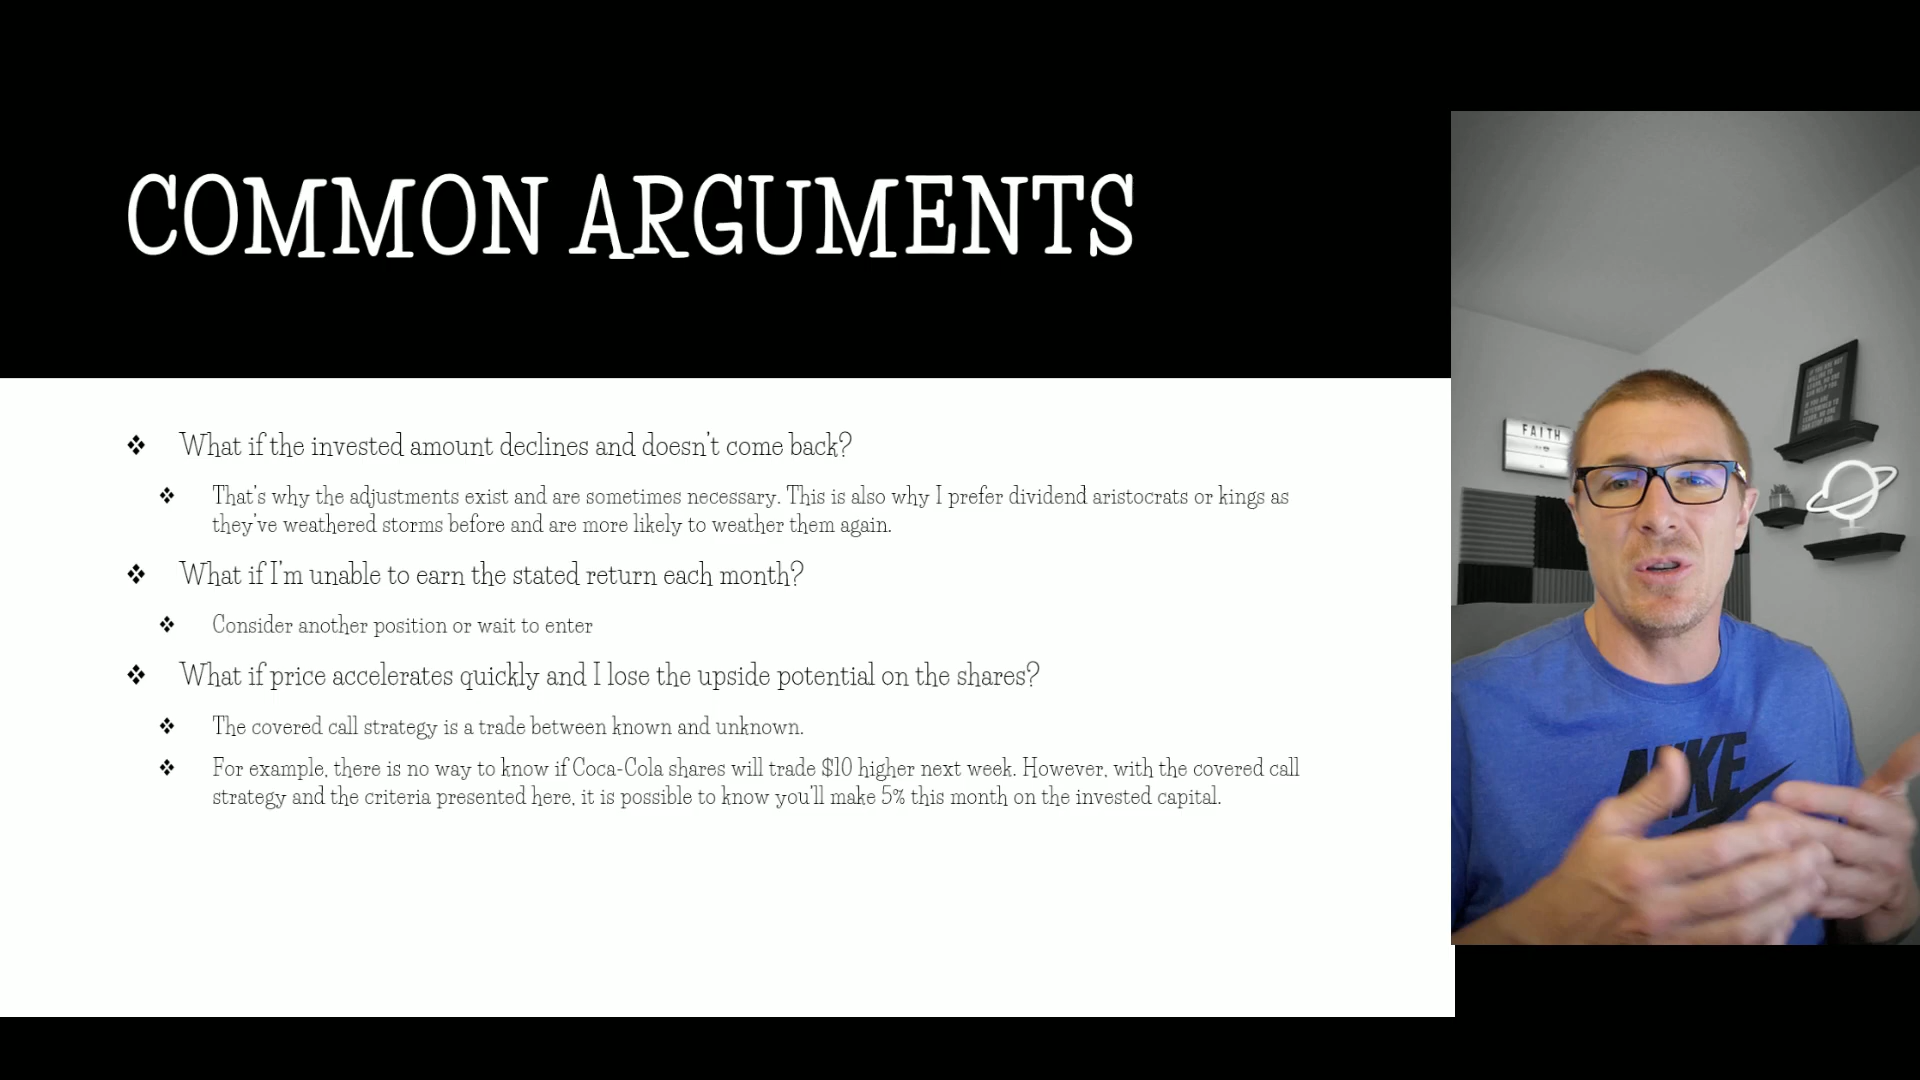 COMMON ARGUMENTS
❖ What if the invested amount declines and doesn't come back?
❖ That's why the adjustments exist and are sometimes necessary. This is also why I prefer dividend aristocrats or kings as
they've weathered storms before and are more likely to weather them again.
❖ What if I'm unable to earn the stated return each month?
❖ Consider another position or wait to enter
❖ What if price accelerates quickly and I lose the upside potential on the shares?
❖ The covered call strategy is a trade between known and unknown.
❖ For example, there is no way to know if Coca-Cola shares will trade $10 higher next week. However, with the covered call
strategy and the criteria presented here, it is possible to know you'll make 5% this month on the invested capital.
FAITH
NIKE